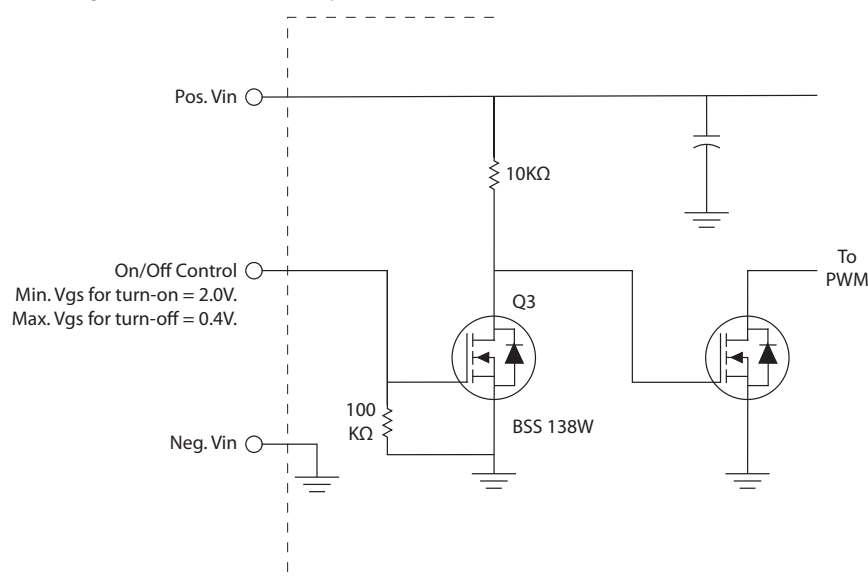 Pos. Vin
10KΩ
On/Off Control
Min. Vgs for turn-on = 2.0V.
Max. Vgs for turn-off = 0.4V.
To
PWM
Q3
100
KΩ
BSS 138W
Neg. Vin